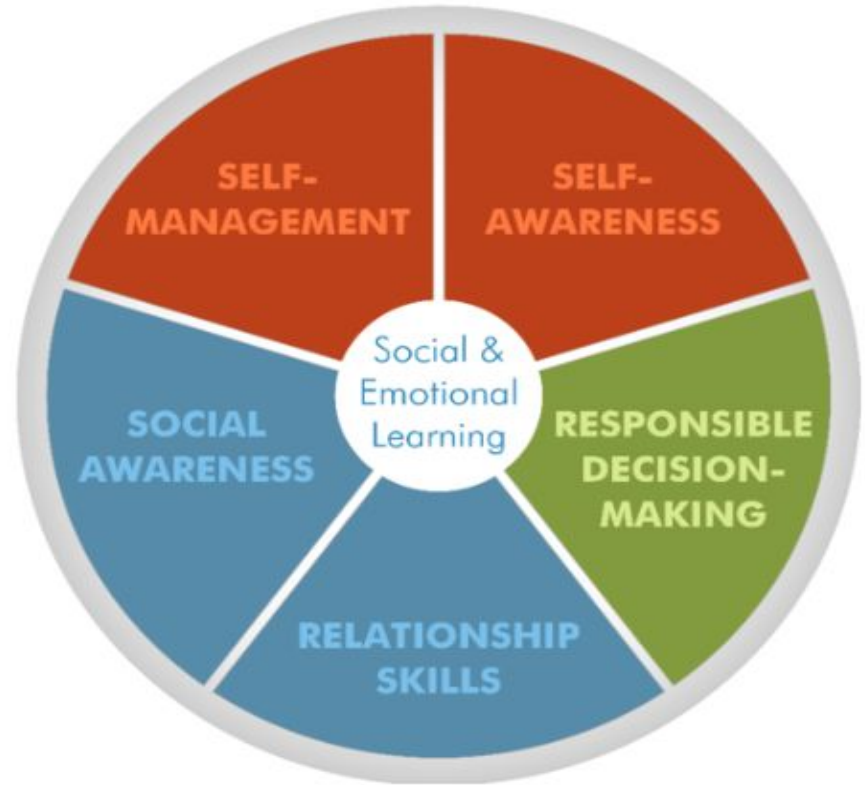 SELF-
MANAGEMENT
SELF-
AWARENESS
Social &
Emotional
Learning
SOCIAL
AWARENESS
RESPONSIBLE
DECISION-
MAKING
RELATIONSHIP
SKILLS